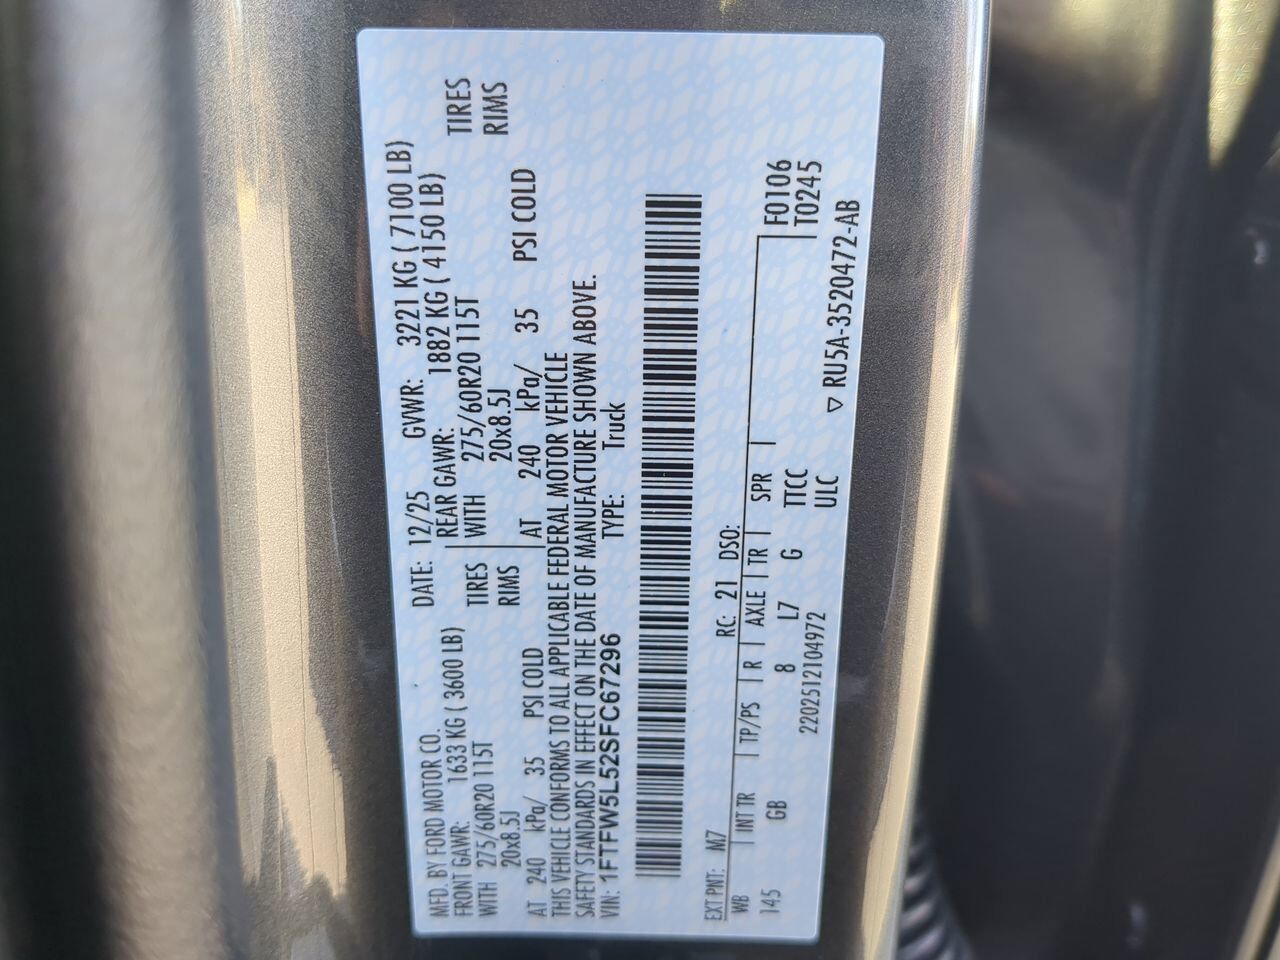 MFD. BY FORD MOTOR CO. DATE: 12/25 GVWR: 3221 KG ( 7100 LB)
FRONT GAWR: 1633 KG ( 3600 LB) REAR GAWR: 1882 KG ( 4150 LB)
WITH 275/60R20 115T TIRES WITH 275/60R20 115T TIRES
20x8.5J RIMS 20x8.5J RIMS
AT 240 kPa/ 35 PSI COLD AT 240 kPa/ 35 PSI COLD
THIS VEHICLE CONFORMS TO ALL APPLICABLE FEDERAL MOTOR VEHICLE
SAFETY STANDARDS IN EFFECT ON THE DATE OF MANUFACTURE SHOWN ABOVE.
VIN: 1FTFW5L52SFC67296 TYPE: Truck
EXT PNT: M7 RC: 21 DSO:
WB INT TR TP/PS R AXLE TR SPR F0106
145 GB 8 L7 G TTCC T0245
2202512104972 ULC
▽ RU5A-3520472-AB